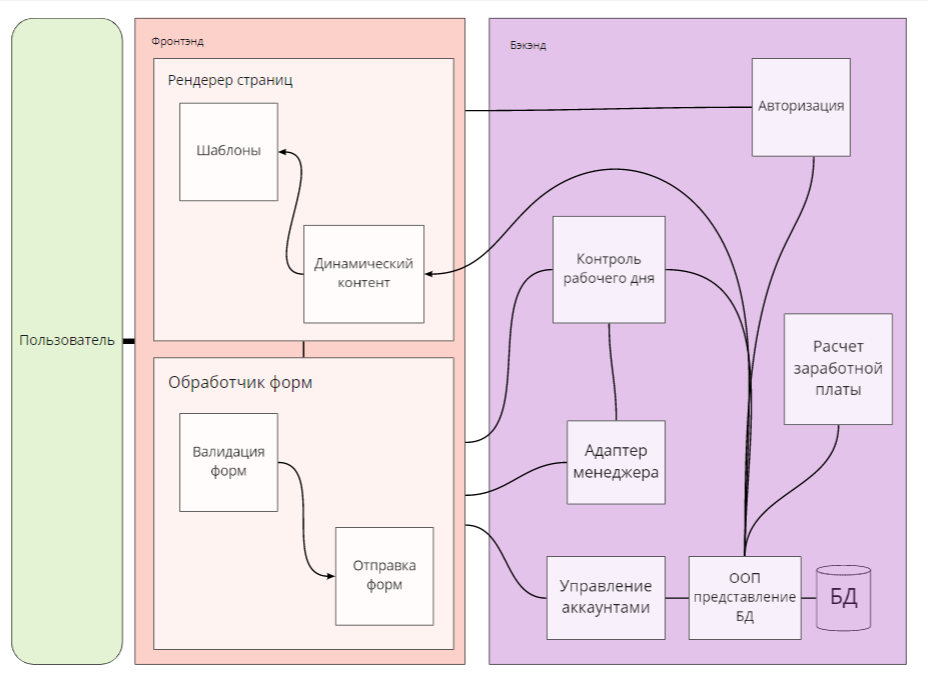 Пользователь
Фронтэнд
Рендерер страниц
Шаблоны
Динамический
контент
Обработчик форм
Валидация
форм
Отправка
форм
Бэкэнд
Авторизация
Контроль
рабочего дня
Расчет
заработной
платы
Адаптер
менеджера
Управление
аккаунтами
ООП
представление
БД
БД